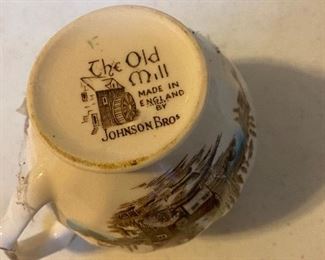 The Old
Mill
MADE IN
ENGLAND
BY
JOHNSON BROS